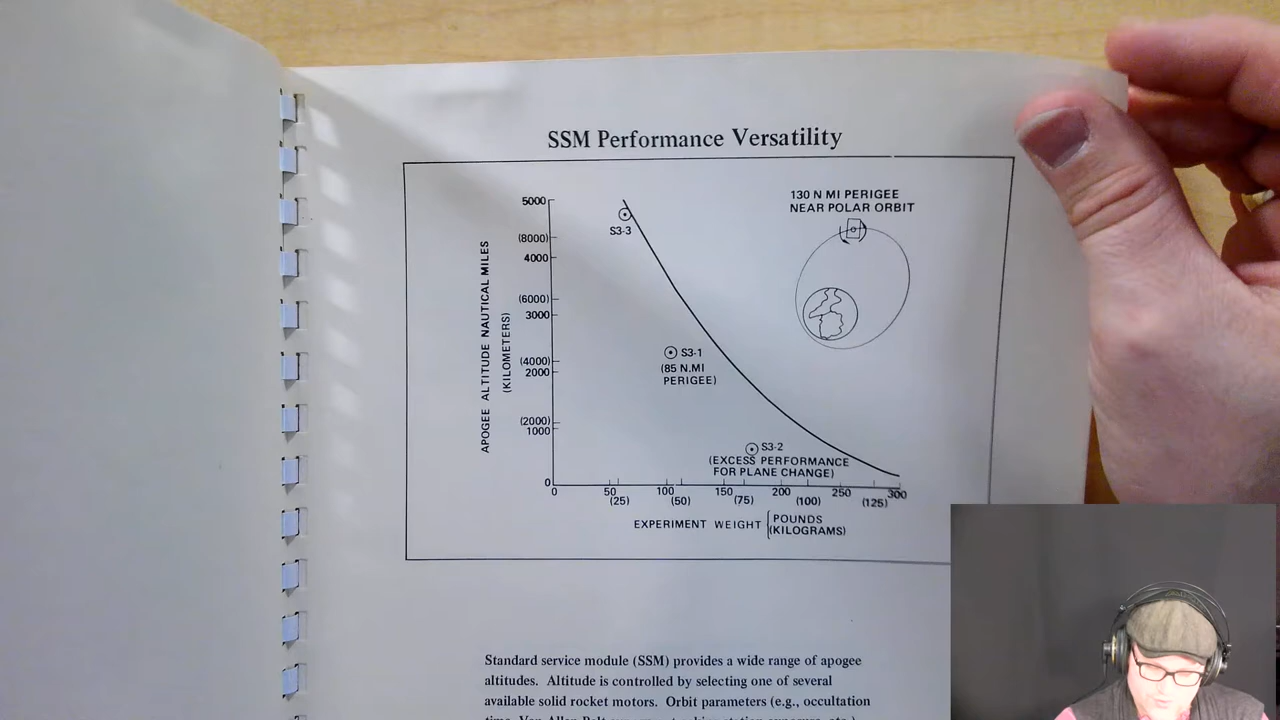 SSM Performance Versatility
130 N MI PERIGEE
NEAR POLAR ORBIT
APOGEE ALTITUDE NAUTICAL MILES
(KILOMETERS)
5000
(8000)
4000
(6000)
3000
(4000)
2000
(2000)
1000
0
S3-3
S3-1
(85 N.MI
PERIGEE)
S3-2
(EXCESS PERFORMANCE
FOR PLANE CHANGE)
0 50 100 150 200 250 300
(25) (50) (75) (100) (125)
EXPERIMENT WEIGHT POUNDS
(KILOGRAMS)
Standard service module (SSM) provides a wide range of apogee
altitudes. Altitude is controlled by selecting one of several
available solid rocket motors. Orbit parameters (e.g., occultation
time, Van Allen Belt